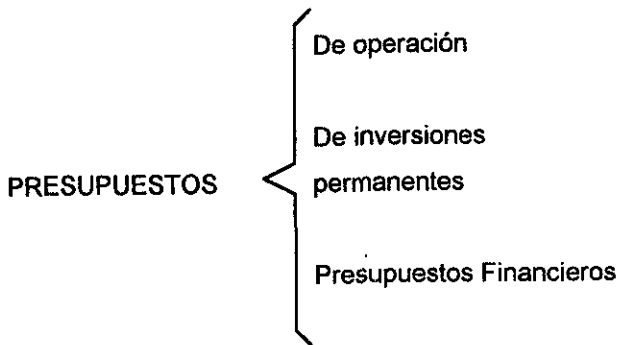 De operación
De inversiones
PRESUPUESTOS
permanentes
Presupuestos Financieros